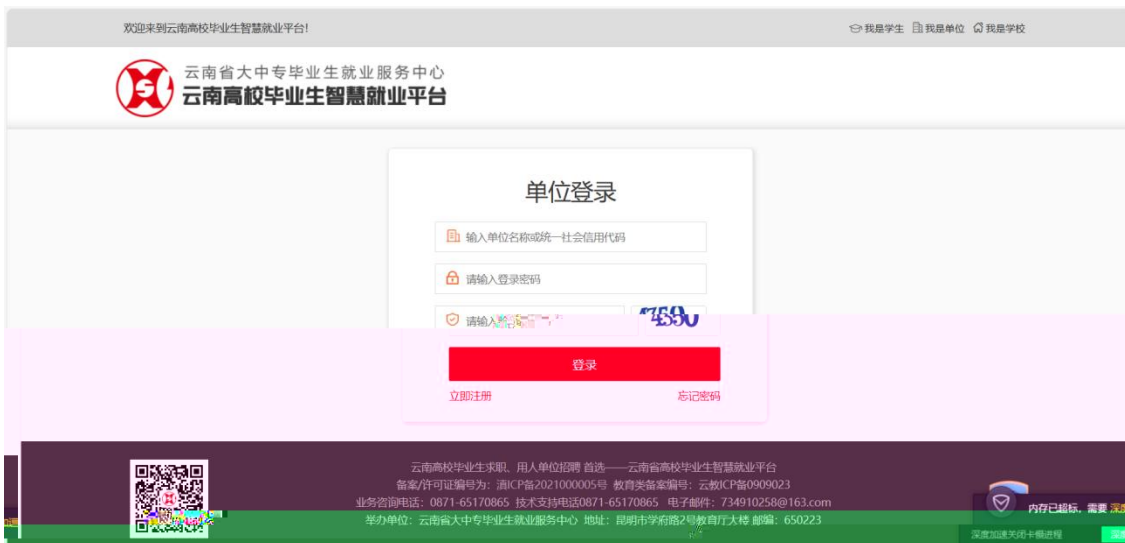 欢迎来到云南高校毕业生智慧就业平台！
我是学生 我是单位 我是学校
云南省大中专毕业生就业服务中心
云南高校毕业生智慧就业平台
单位登录
输入单位名称或统一社会信用代码
请输入登录密码
请输入
登录
立即注册 忘记密码
云南高校毕业生求职、用人单位招聘 首选——云南省高校毕业生智慧就业平台
备案/许可证编号为：滇ICP备2021000005号 教育类备案编号：云教ICP备0909023
业务咨询电话：0871-65170865 技术支持电话0871-65170865 电子邮件：734910258@163.com
举办单位：云南省大中专毕业生就业服务中心 地址：昆明市学府路2号教育厅大楼 邮编：650223
内存已超标，需要
深度加速关闭卡慢进程